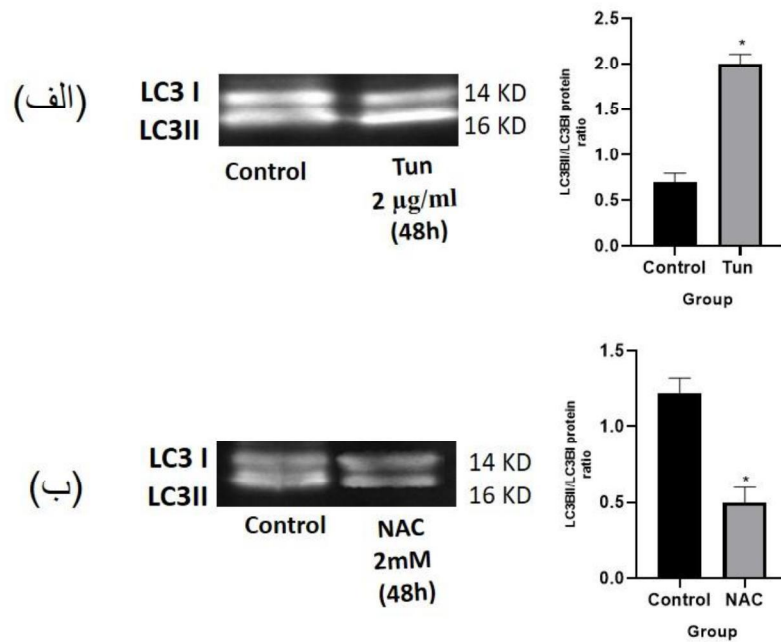 (الف)
LC3 I
LC3II
14 KD
16 KD
Control
Tun
2 µg/ml
(48h)
LC3BII/LC3BI protein
ratio
2.5
2.0
1.5
1.0
0.5
0.0
Control Tun
Group
*
(ب)
LC3 I
LC3II
14 KD
16 KD
Control
NAC
2mM
(48h)
LC3BII/LC3BI protein
ratio
1.5
1.0
0.5
0.0
Control NAC
Group
*